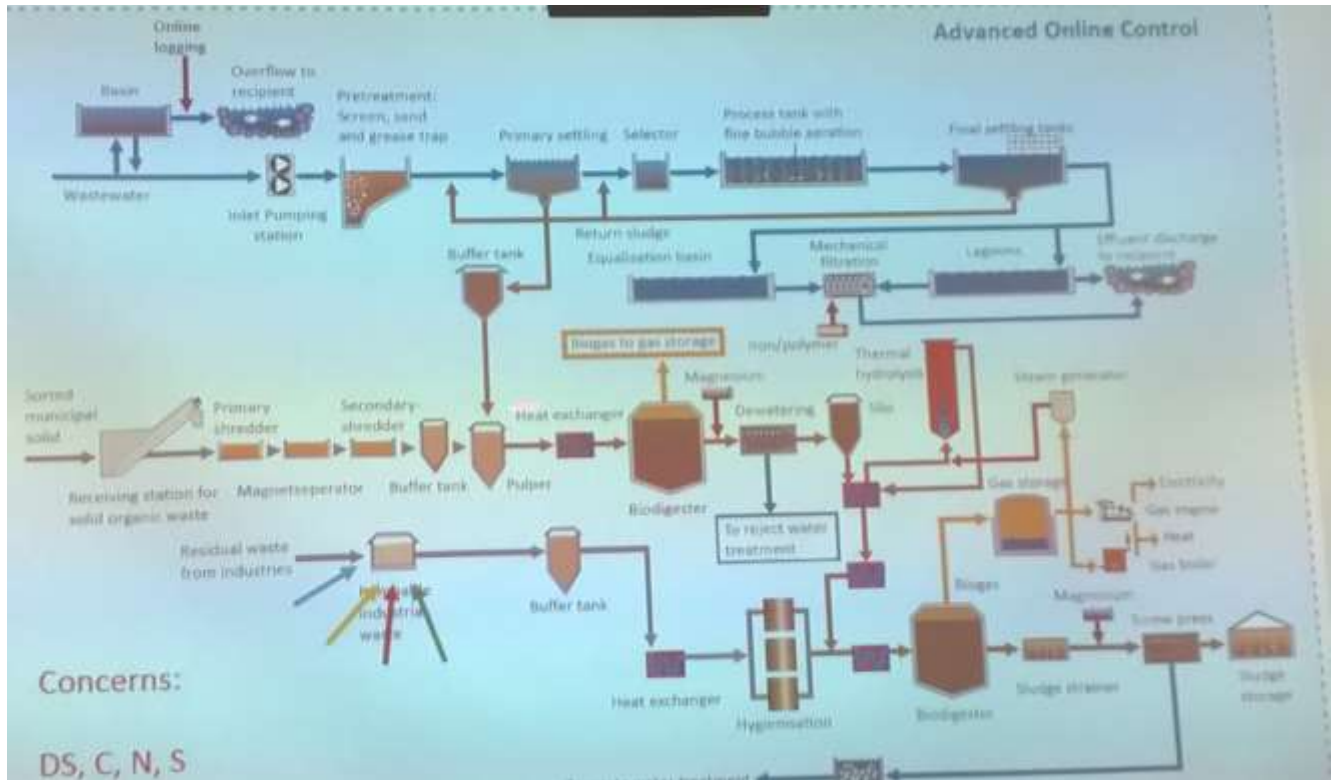 Advanced Online Control
Online
logging
Basin
Overflow to
recipient
Pretreatment:
Screen, sand
and grease trap
Primary settling
Selector
Process tank with
fine bubble aeration
Final settling tanks
Wastewater
Inlet Pumping
station
Return sludge
Buffer tank
Equalisation basin
Mechanical
filtration
Lagoons
Effluent discharge
to recipient
Iron/polymer
Biogas to gas storage
Thermal
hydrolysis
Steam generator
Magnesium
Sorted
municipal
solid
Primary
shredder
Secondary
shredder
Heat exchanger
Dewatering
Silo
Receiving station for
solid organic waste
Magnetseperator
Buffer tank
Pulper
Biodigester
Gas storage
Electricity
Gas engine
Heat
Gas boiler
To reject water
treatment
Residual waste
from industries
industrial
waste
Buffer tank
Biogas
Magnesium
Screw press
Heat exchanger
Hygienisation
Biodigester
Sludge strainer
Sludge
storage
Concerns:
DS, C, N, S